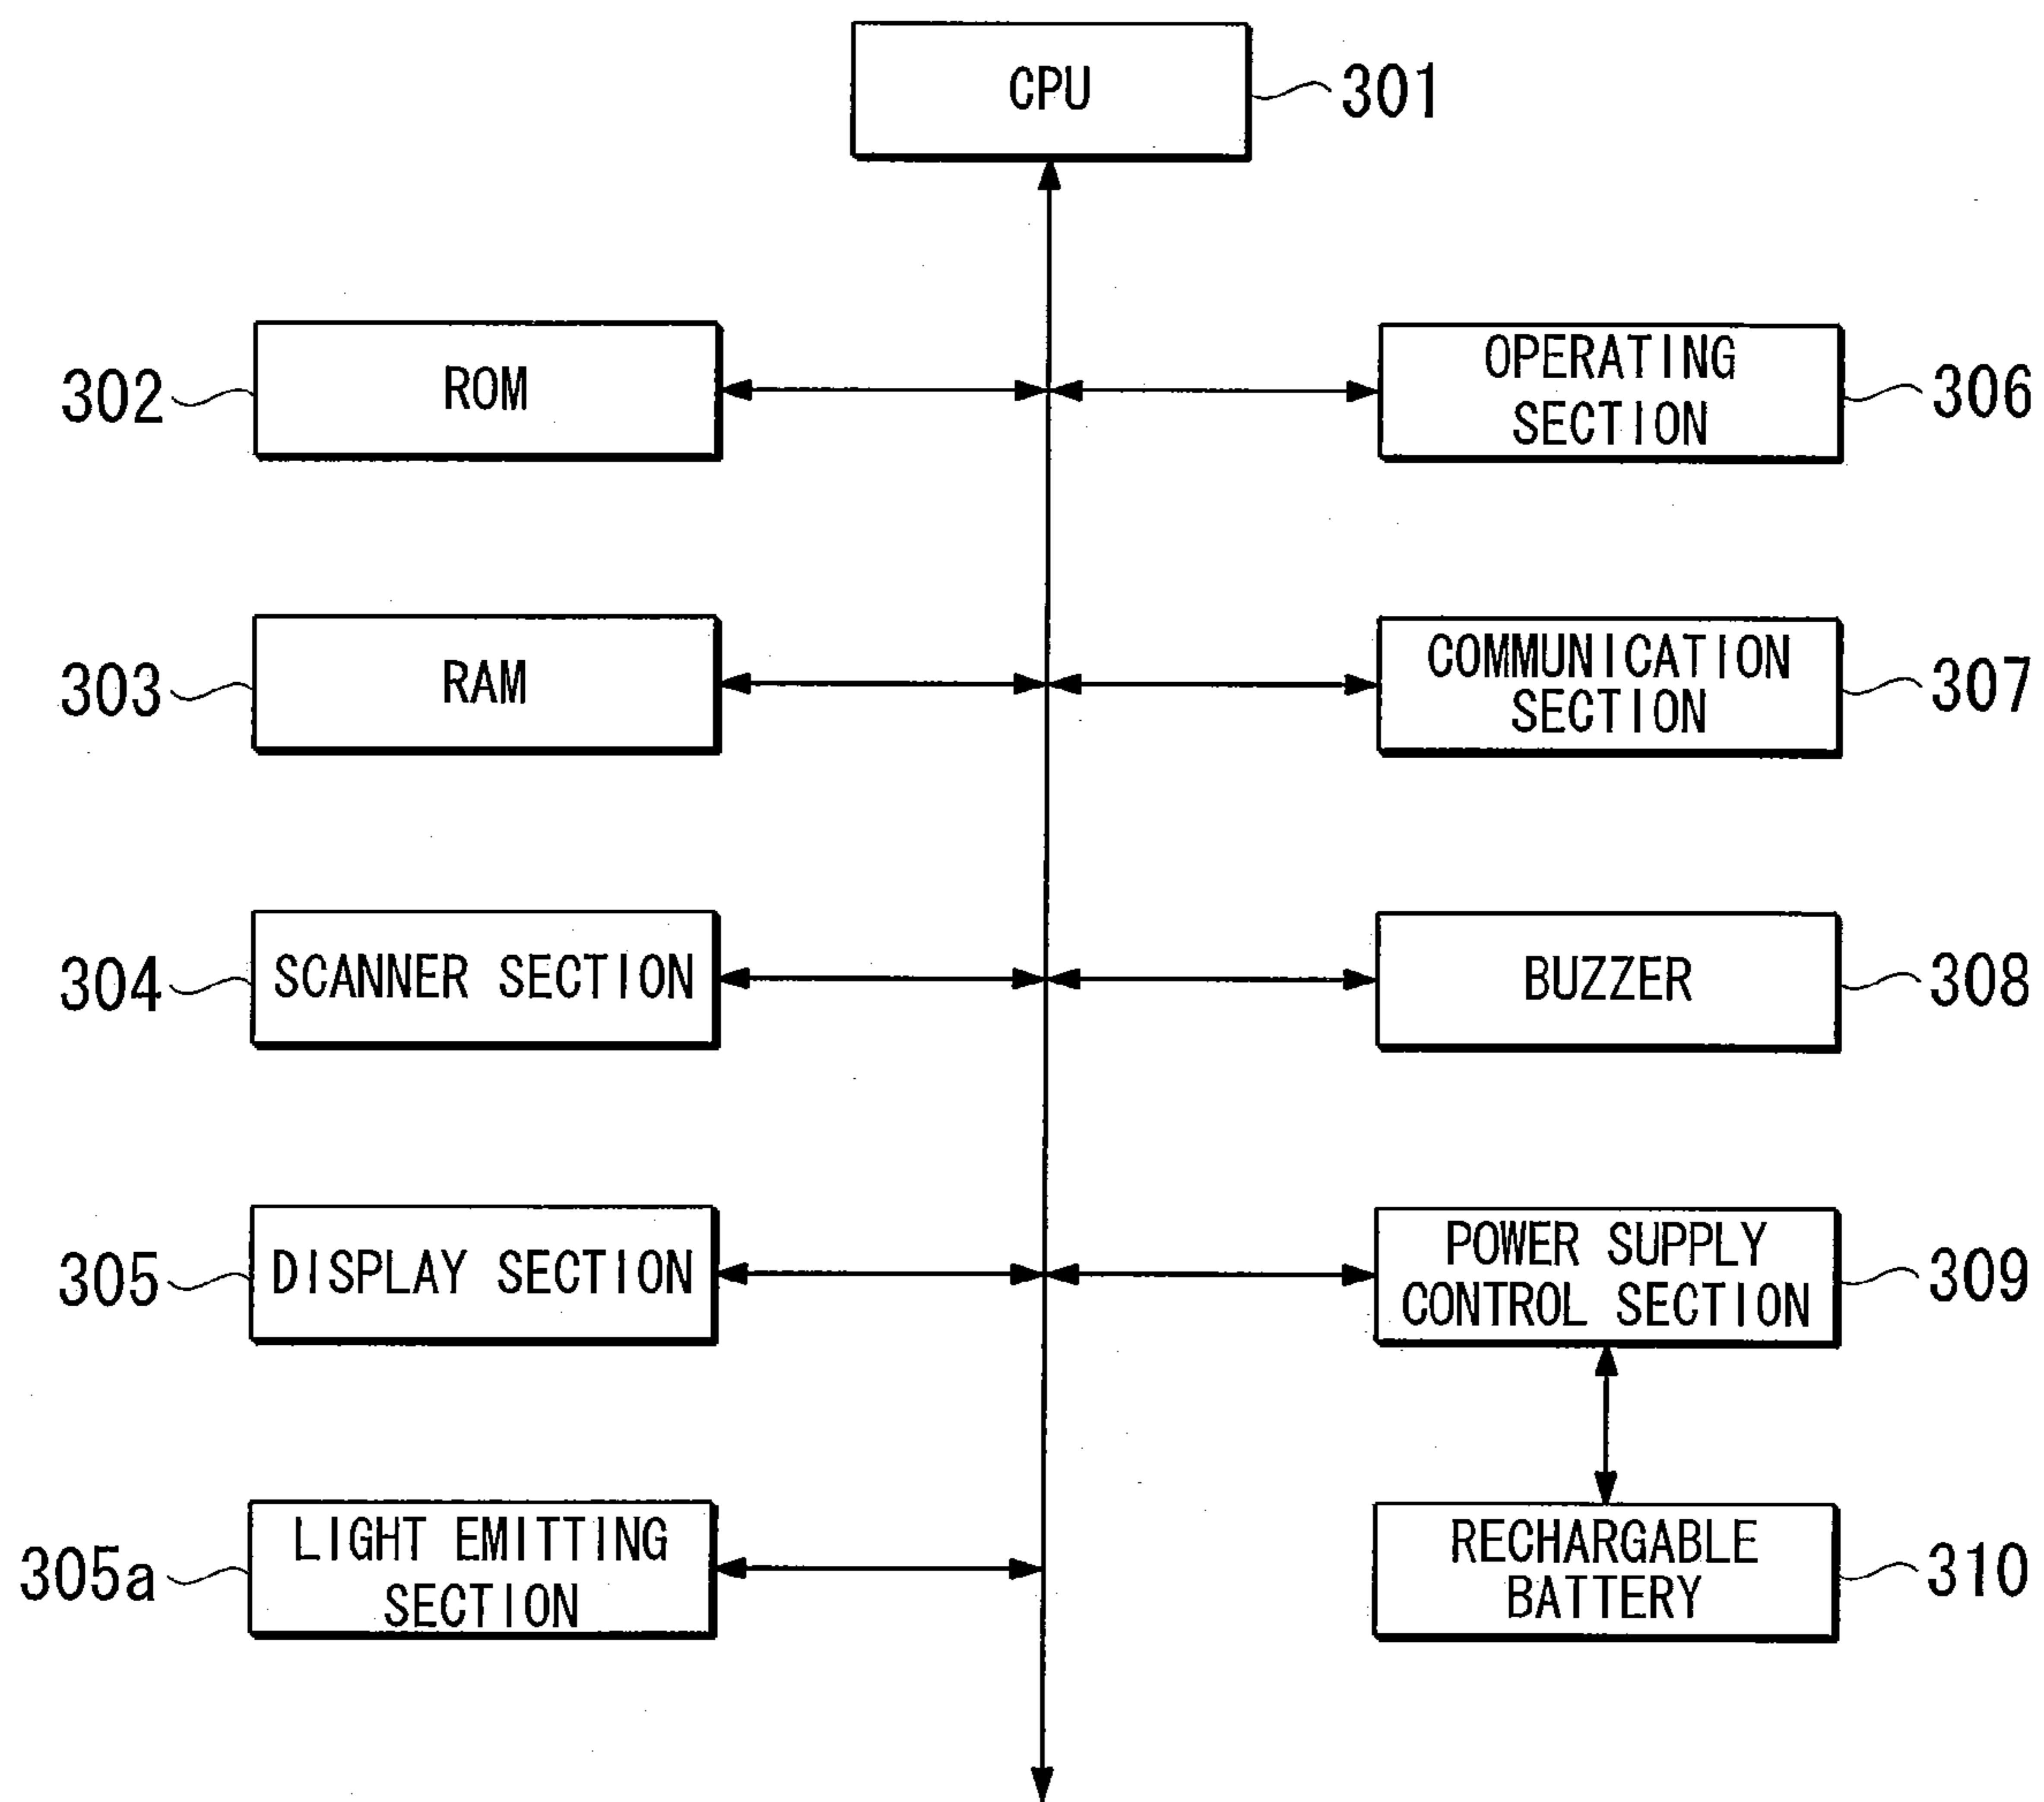 CPU
301
302
ROM
OPERATING
SECTION
306
303
RAM
COMMUNICATION
SECTION
307
304
SCANNER SECTION
BUZZER
308
305
DISPLAY SECTION
POWER SUPPLY
CONTROL SECTION
309
305a
LIGHT EMITTING
SECTION
RECHARGABLE
BATTERY
310